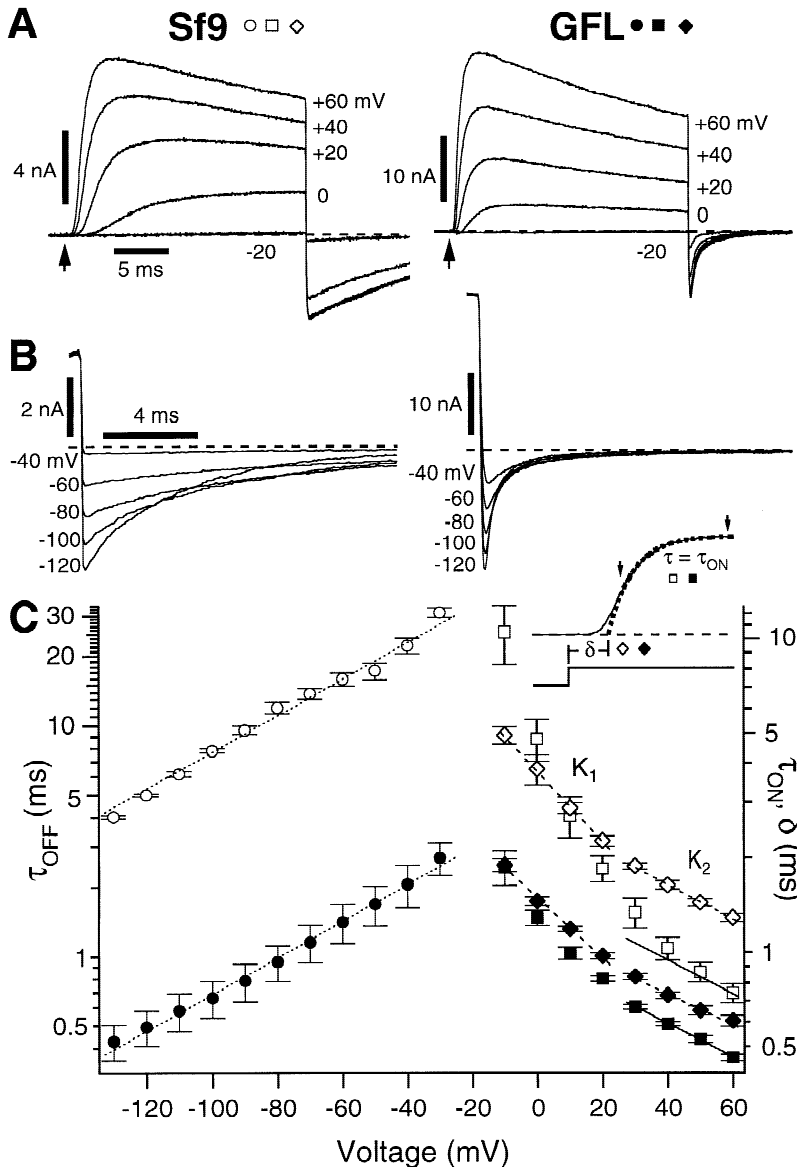 A
Sf9
GFL
+60 mV
+40
+20
0
-20
4 nA
5 ms
+60 mV
+40
+20
0
-20
10 nA
B
2 nA
4 ms
-40 mV
-60
-80
-100
-120
10 nA
-40 mV
-60
-80
-100
-120
τ = τON
δ
C
30
20
10
5
1
0.5
τOFF (ms)
K1
K2
10
5
1
0.5
τON, δ (ms)
-120 -100 -80 -60 -40 -20 0 20 40 60
Voltage (mV)